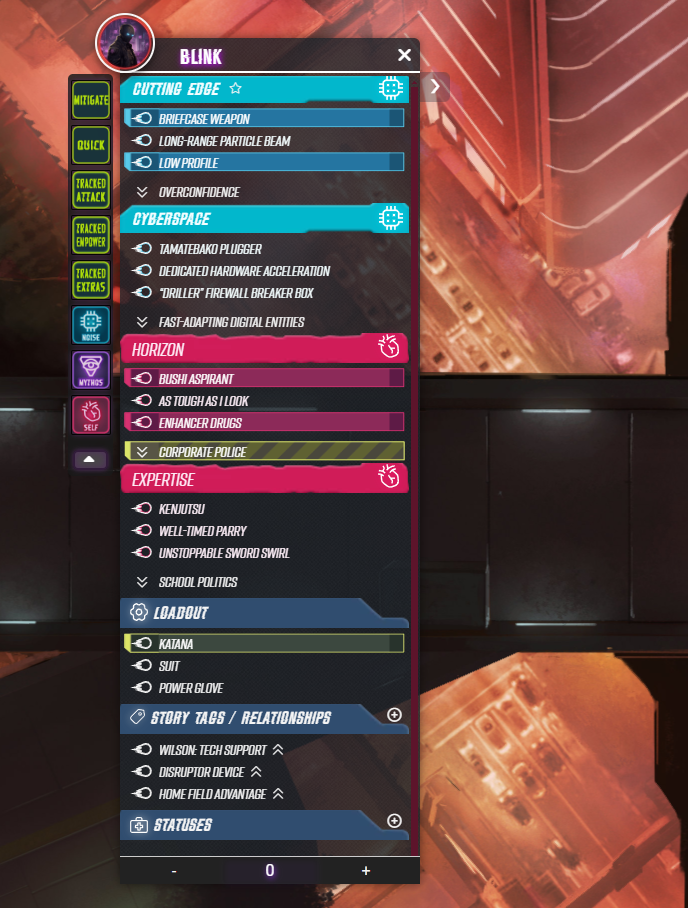 BLINK
CUTTING EDGE
BRIEFCASE WEAPON
LONG-RANGE PARTICLE BEAM
LOW PROFILE
OVERCONFIDENCE
CYBERSPACE
TAMATEBAKO PLUGGER
DEDICATED HARDWARE ACCELERATION
"DRILLER" FIREWALL BREAKER BOX
FAST-ADAPTING DIGITAL ENTITIES
HORIZON
BUSHI ASPIRANT
AS TOUGH AS I LOOK
ENHANCER DRUGS
CORPORATE POLICE
EXPERTISE
KENJUTSU
WELL-TIMED PARRY
UNSTOPPABLE SWORD SWIRL
SCHOOL POLITICS
LOADOUT
KATANA
SUIT
POWER GLOVE
STORY TAGS / RELATIONSHIPS
WILSON: TECH SUPPORT
DISRUPTOR DEVICE
HOME FIELD ADVANTAGE
STATUSES
- 0 +
MITIGATE
QUICK
TRACKED
ATTACK
TRACKED
EMPOWER
TRACKED
EXTRAS
NOISE
MYTHOS
SELF